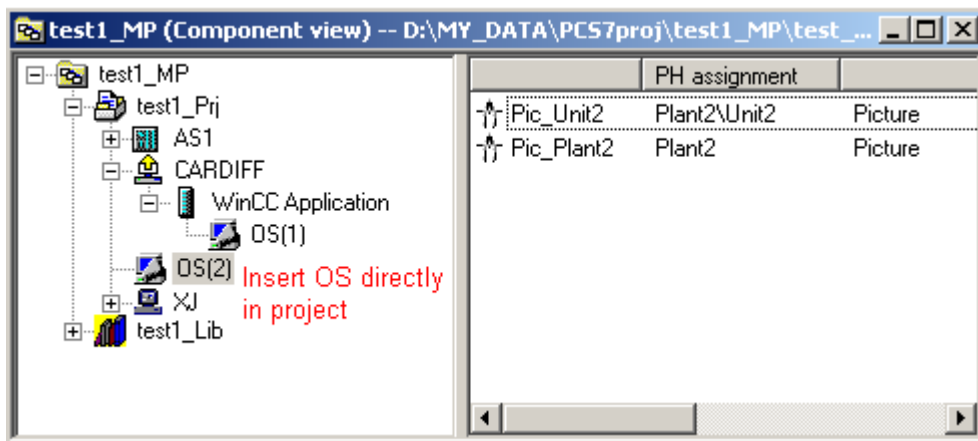 test1_MP (Component view) -- D:\MY_DATA\PCS7proj\test1_MP\test_...
test1_MP
test1_Prj
AS1
CARDIFF
WinCC Application
OS(1)
OS(2)
Insert OS directly
in project
XJ
test1_Lib
PH assignment
Pic_Unit2 Plant2\Unit2 Picture
Pic_Plant2 Plant2 Picture